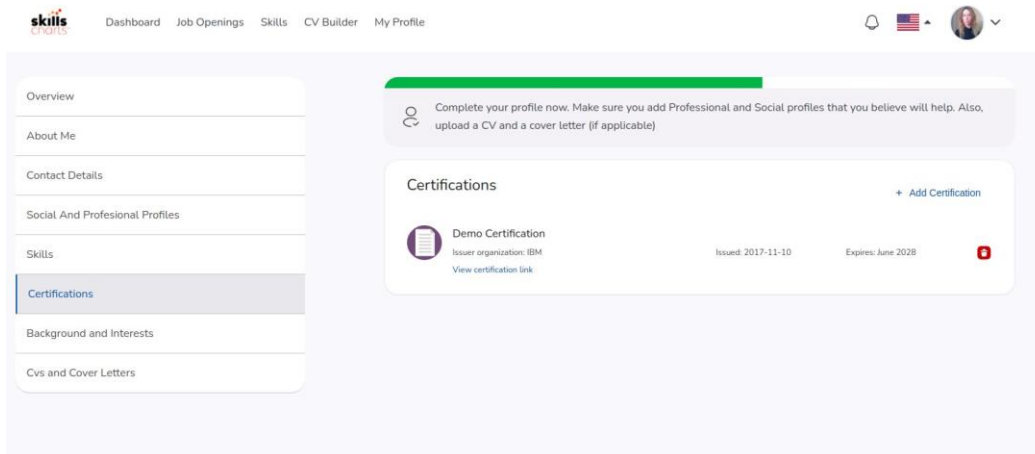 skills
charts
Dashboard Job Openings Skills CV Builder My Profile
Overview
About Me
Contact Details
Social And Profesional Profiles
Skills
Certifications
Background and Interests
Cvs and Cover Letters
Complete your profile now. Make sure you add Professional and Social profiles that you believe will help. Also,
upload a CV and a cover letter (if applicable)
Certifications
+ Add Certification
Demo Certification
Issuer organization: IBM
Issued: 2017-11-10
Expires: June 2028
View certification link